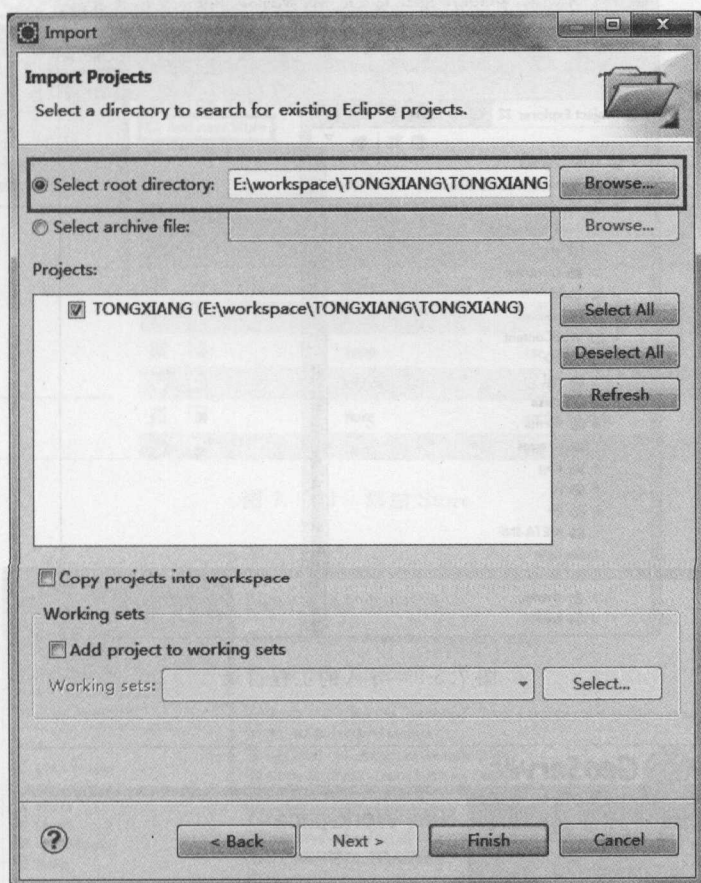 Import
Import Projects
Select a directory to search for existing Eclipse projects.
Select root directory: E:\workspace\TONGXIANG\TONGXIANG Browse...
Select archive file: Browse...
Projects:
TONGXIANG (E:\workspace\TONGXIANG\TONGXIANG)
Select All
Deselect All
Refresh
Copy projects into workspace
Working sets
Add project to working sets
Working sets: Select...
? < Back Next > Finish Cancel